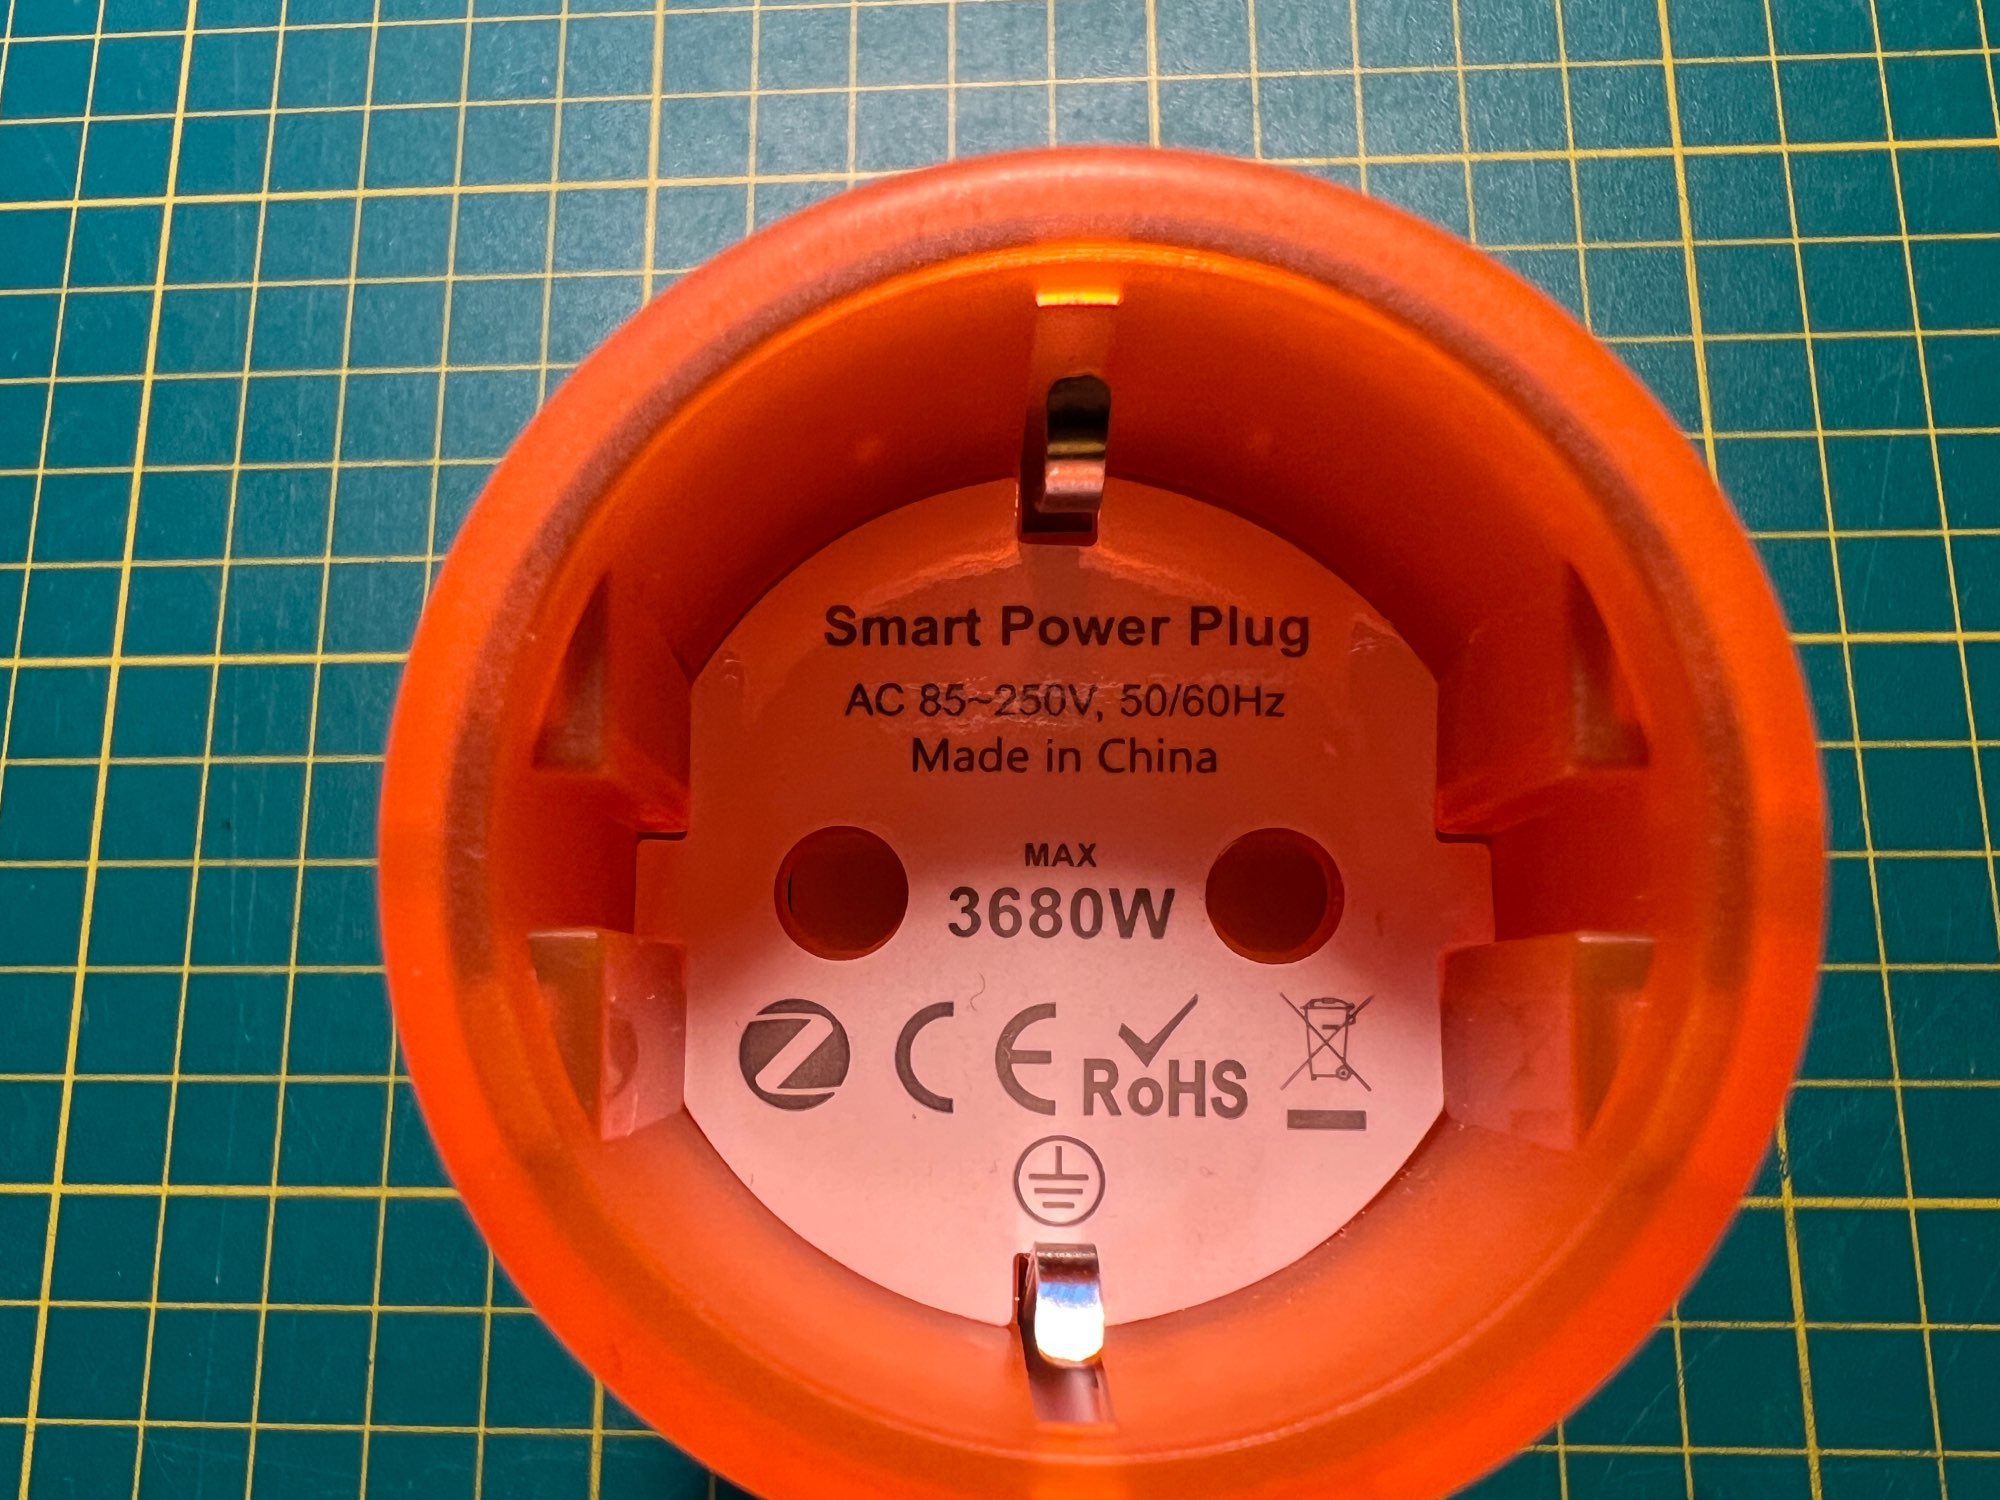 Smart Power Plug
AC 85~250V, 50/60Hz
Made in China
MAX
3680W
Z CE RoHS